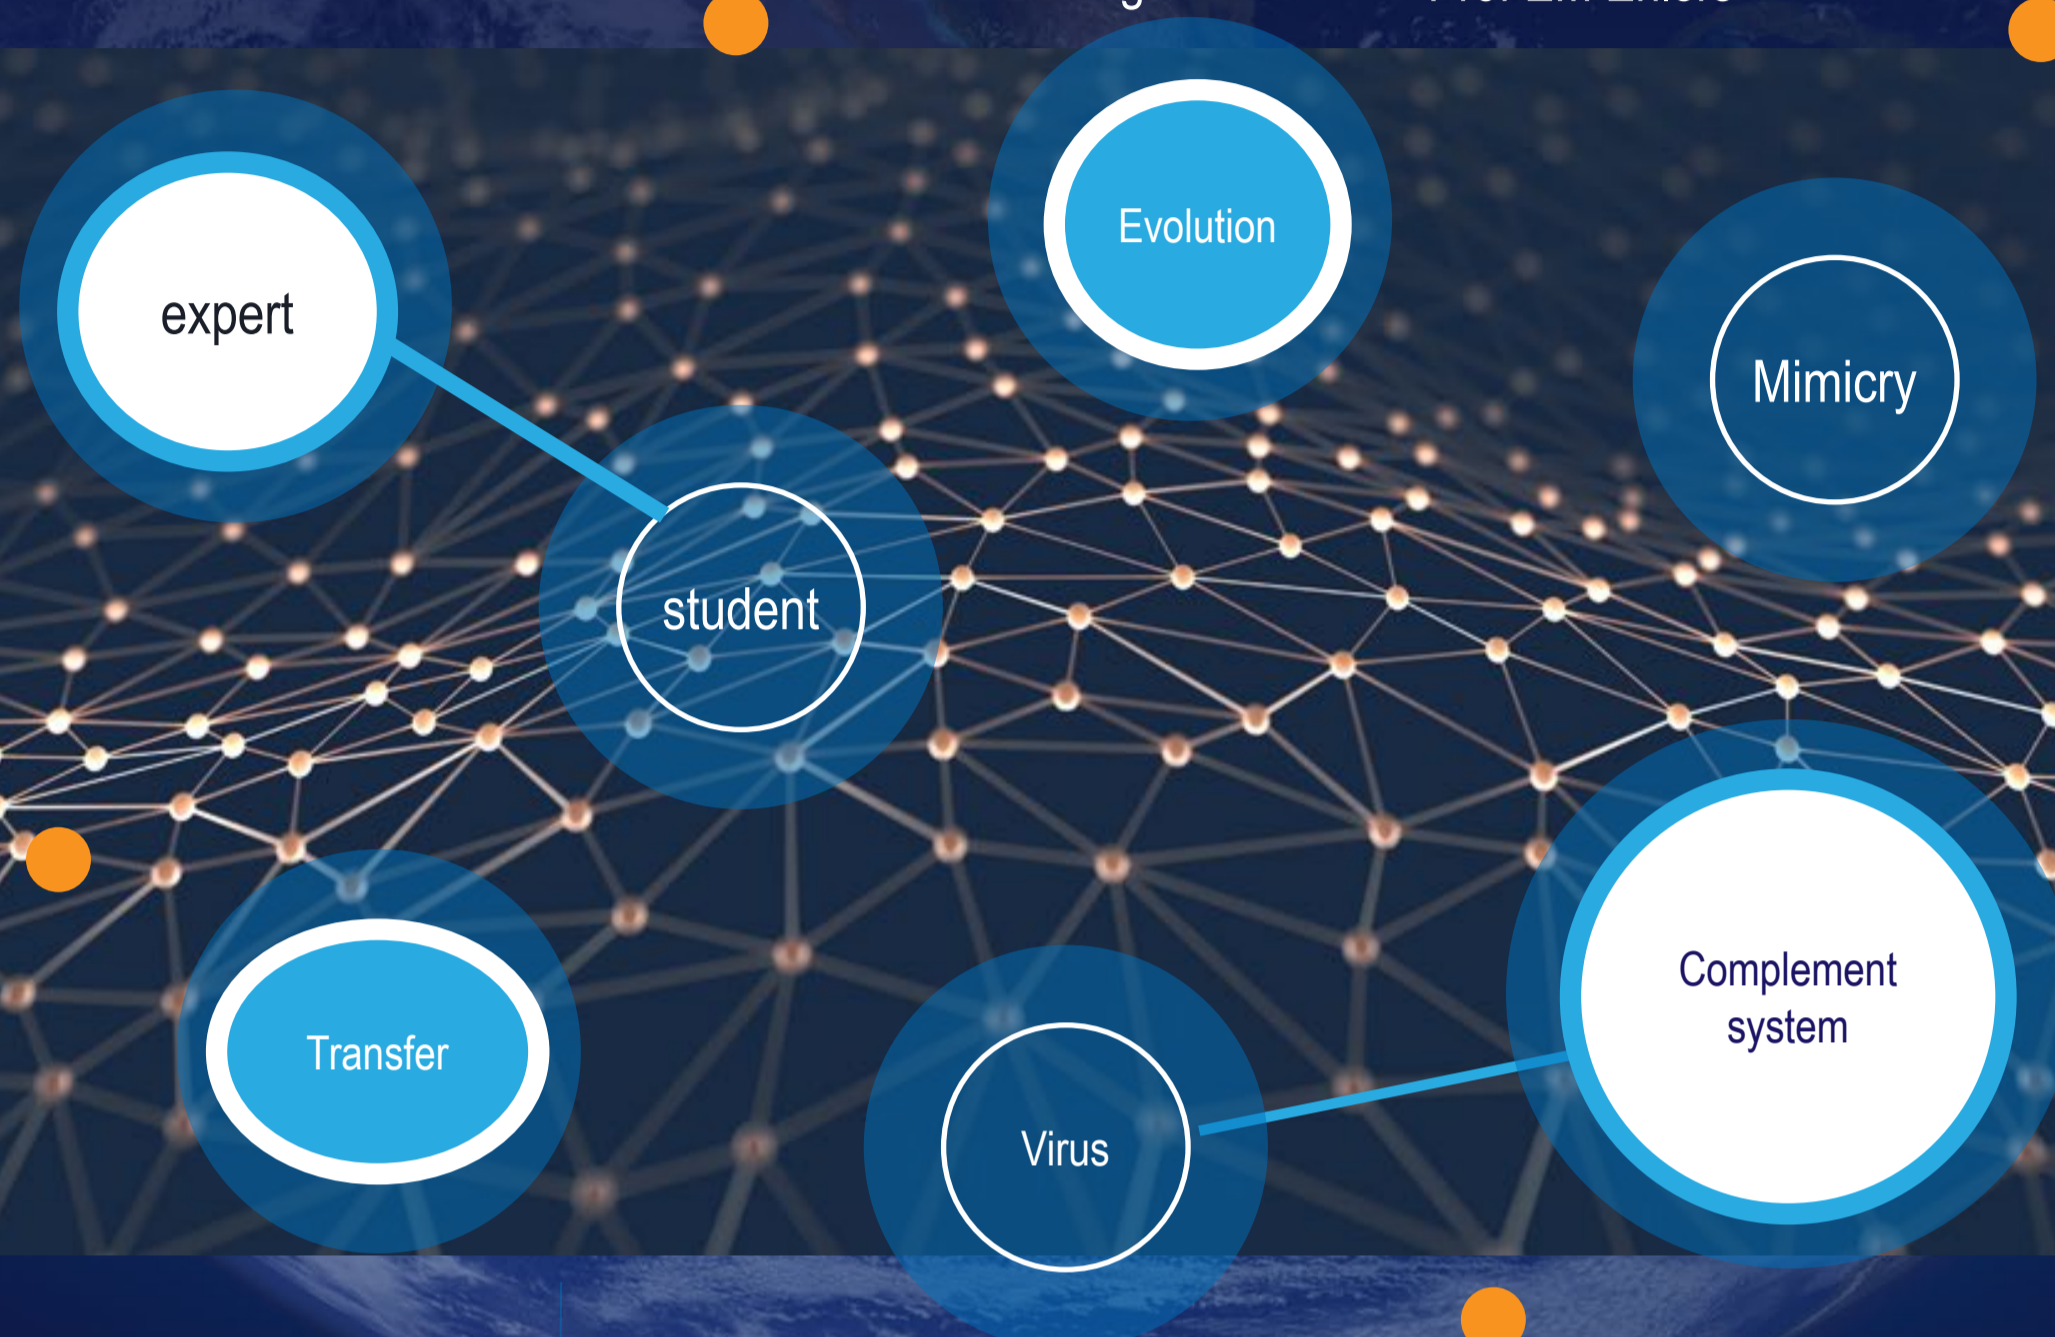 Evolution
expert
Mimicry
student
Complement
system
Transfer
Virus